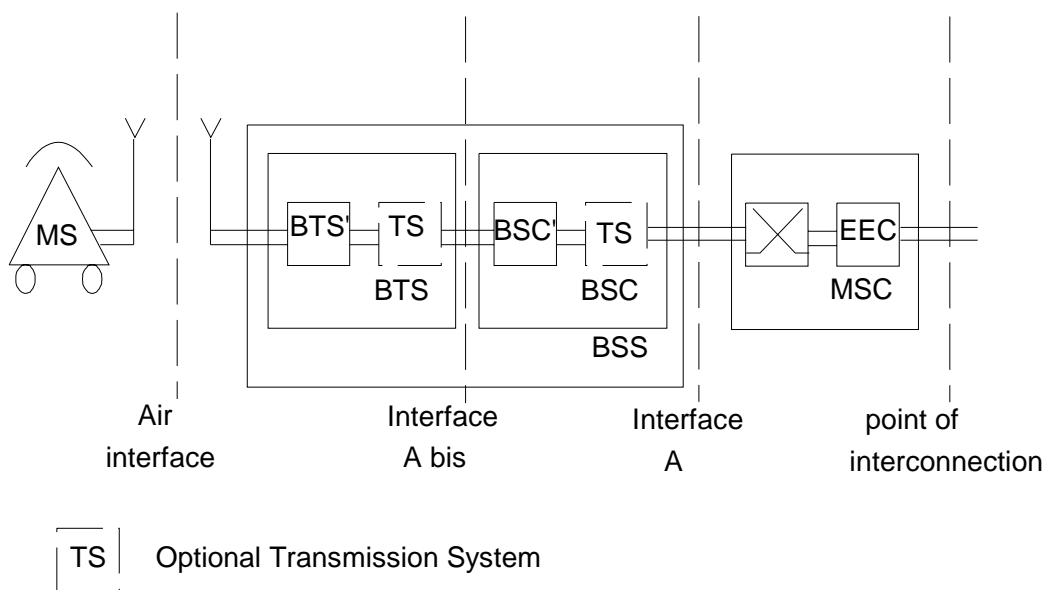 MS
BTS'
TS
BSC'
TS
EEC
BTS
BSC
MSC
BSS
Air
interface
Interface
A bis
Interface
A
point of
interconnection
TS
Optional Transmission System